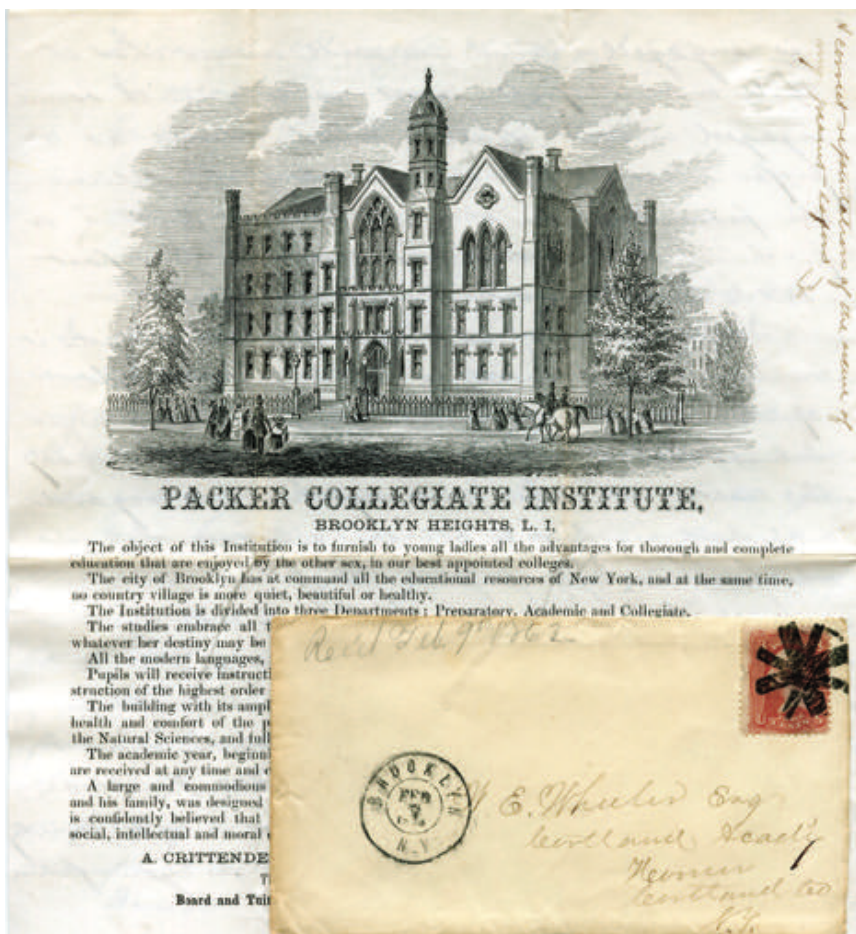 A correct representation of the scene of
PACKER COLLEGIATE INSTITUTE,
BROOKLYN HEIGHTS, L. I,
The object of this Institution is to furnish to young ladies all the advantages for thorough and complete
education that are enjoyed by the other sex, in our best appointed colleges.
The city of Brooklyn has at command all the educational resources of New York, and at the same time,
no country village is more quiet, beautiful or healthy.
The Institution is divided into three Departments; Preparatory, Academic and Collegiate.
The studies embrace all
whatever her destiny may be
All the modern languages,
Pupils will receive
struction of the highest order
The building with its
health and comfort of the
the Natural Sciences, and
The academic year,
are received at any time and
A large and commodious
and his family, was designed
is confidently believed that
social, intellectual and moral
A.
Board and
Recd Feb 9th 1862
BROOKLYN
FEB
7
N.Y.
E. Wheeler Esq
Cortland Acad'y
Homer
Cortland Co
N.Y.